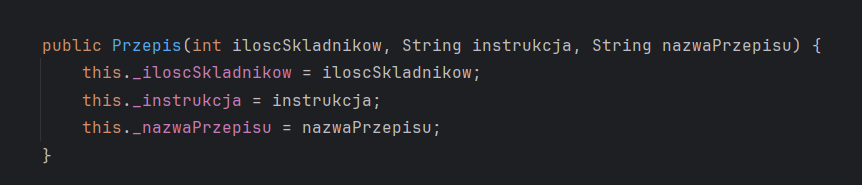 public Przepis(int iloscSkladnikow, String instrukcja, String nazwaPrzepisu) {
    this._iloscSkladnikow = iloscSkladnikow;
    this._instrukcja = instrukcja;
    this._nazwaPrzepisu = nazwaPrzepisu;
}